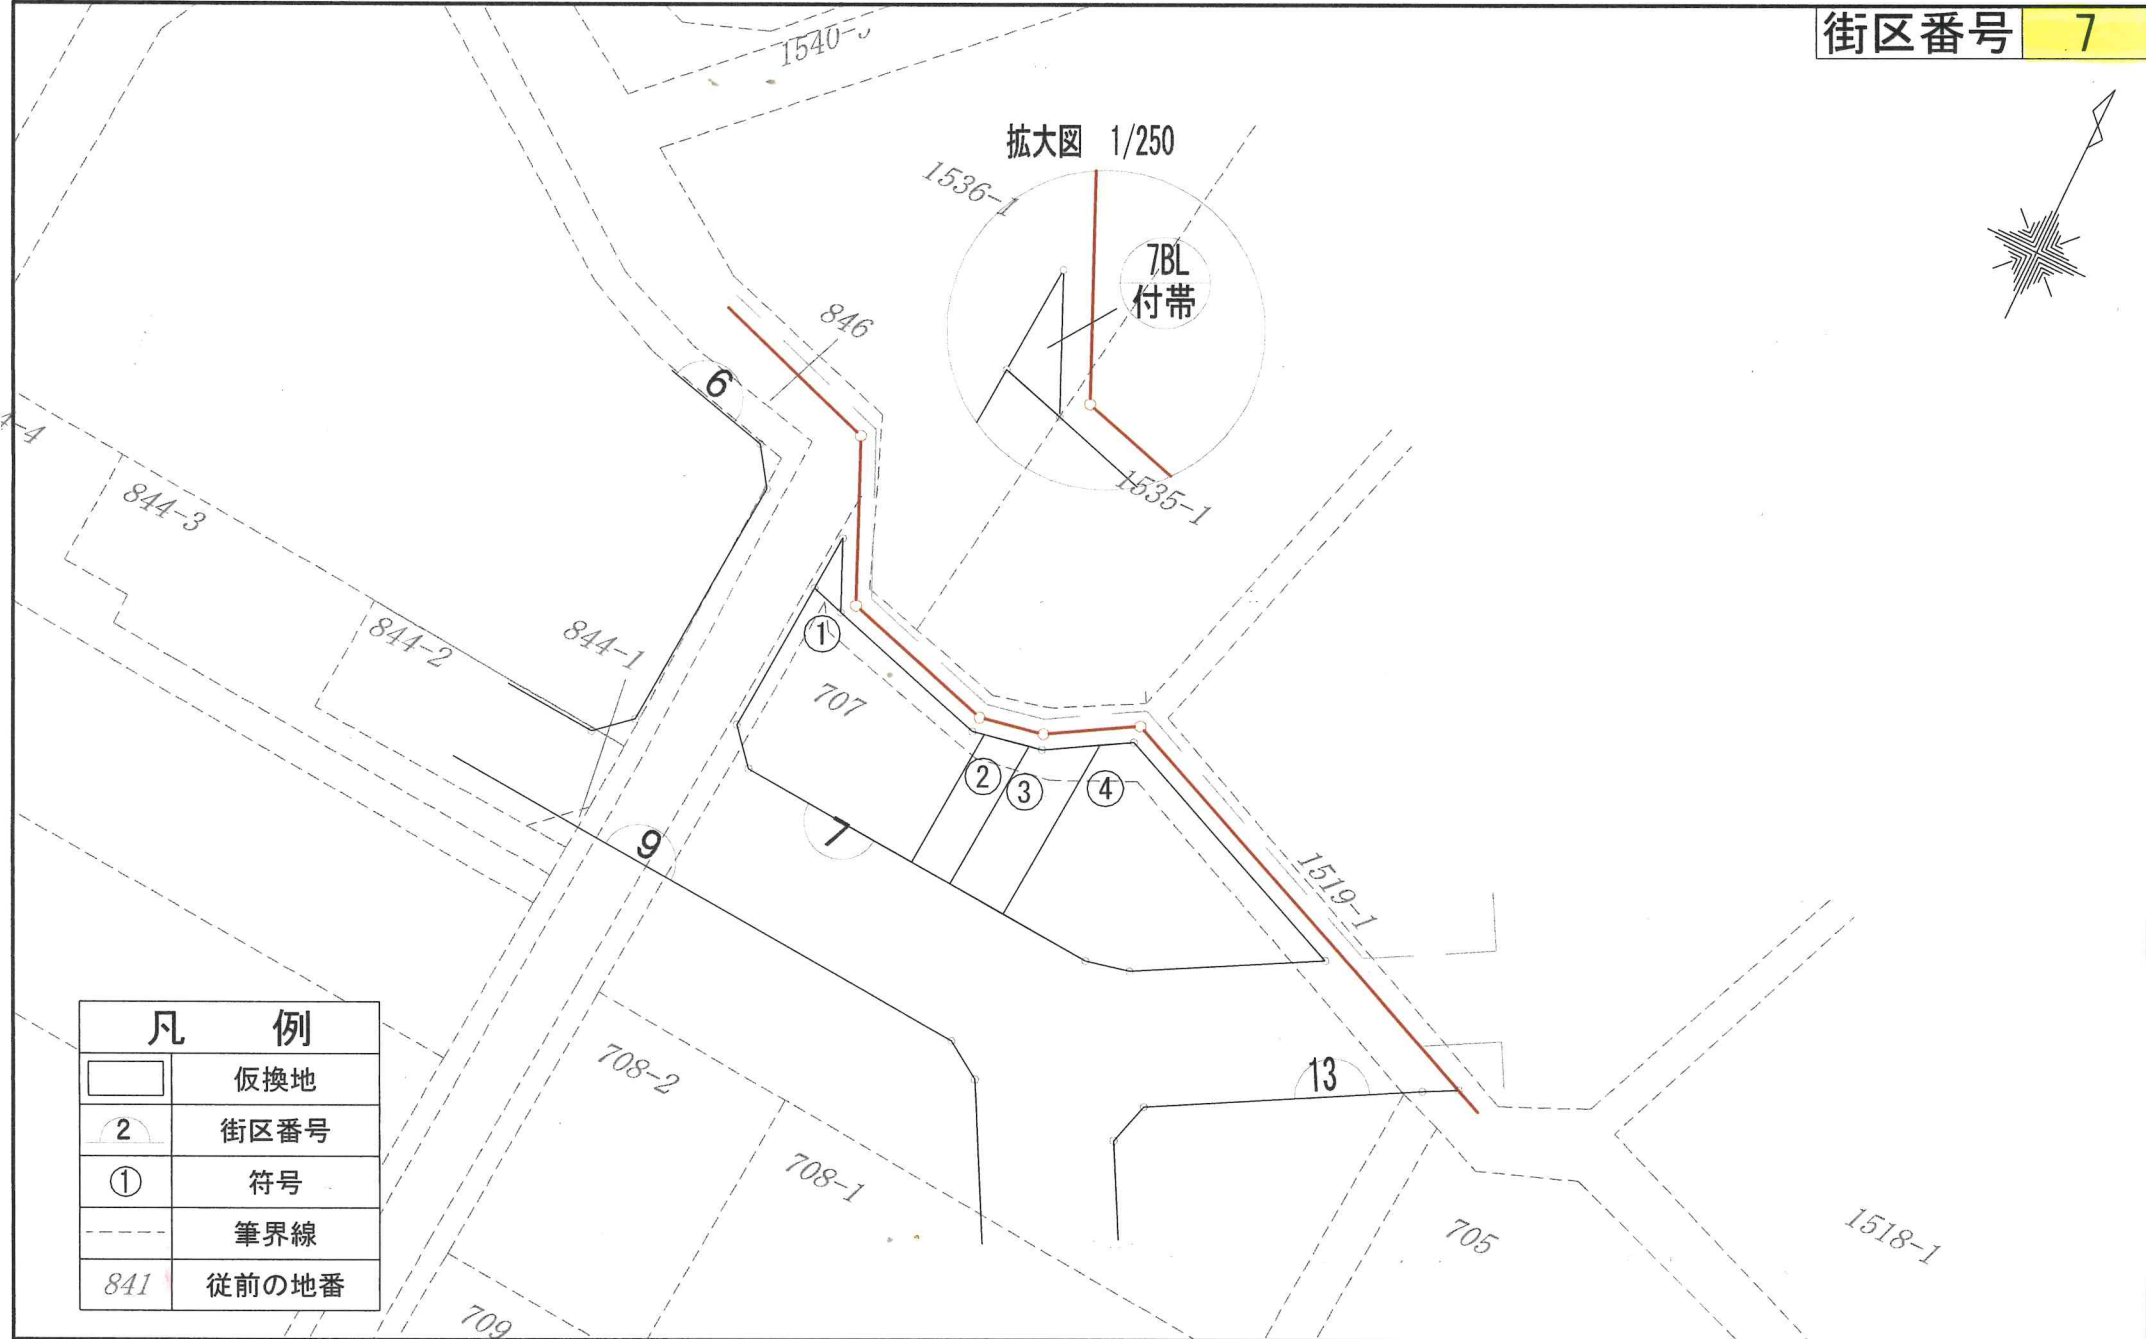 街区番号 7
拡大図 1/250
1536-1
7BL
付帯
846
6
844-3
1535-1
①
844-2
844-1
707
②
③
④
7
9
1519-1
凡 例
仮換地
2 街区番号
① 符号
筆界線
841 従前の地番
708-2
13
708-1
705
1518-1
709